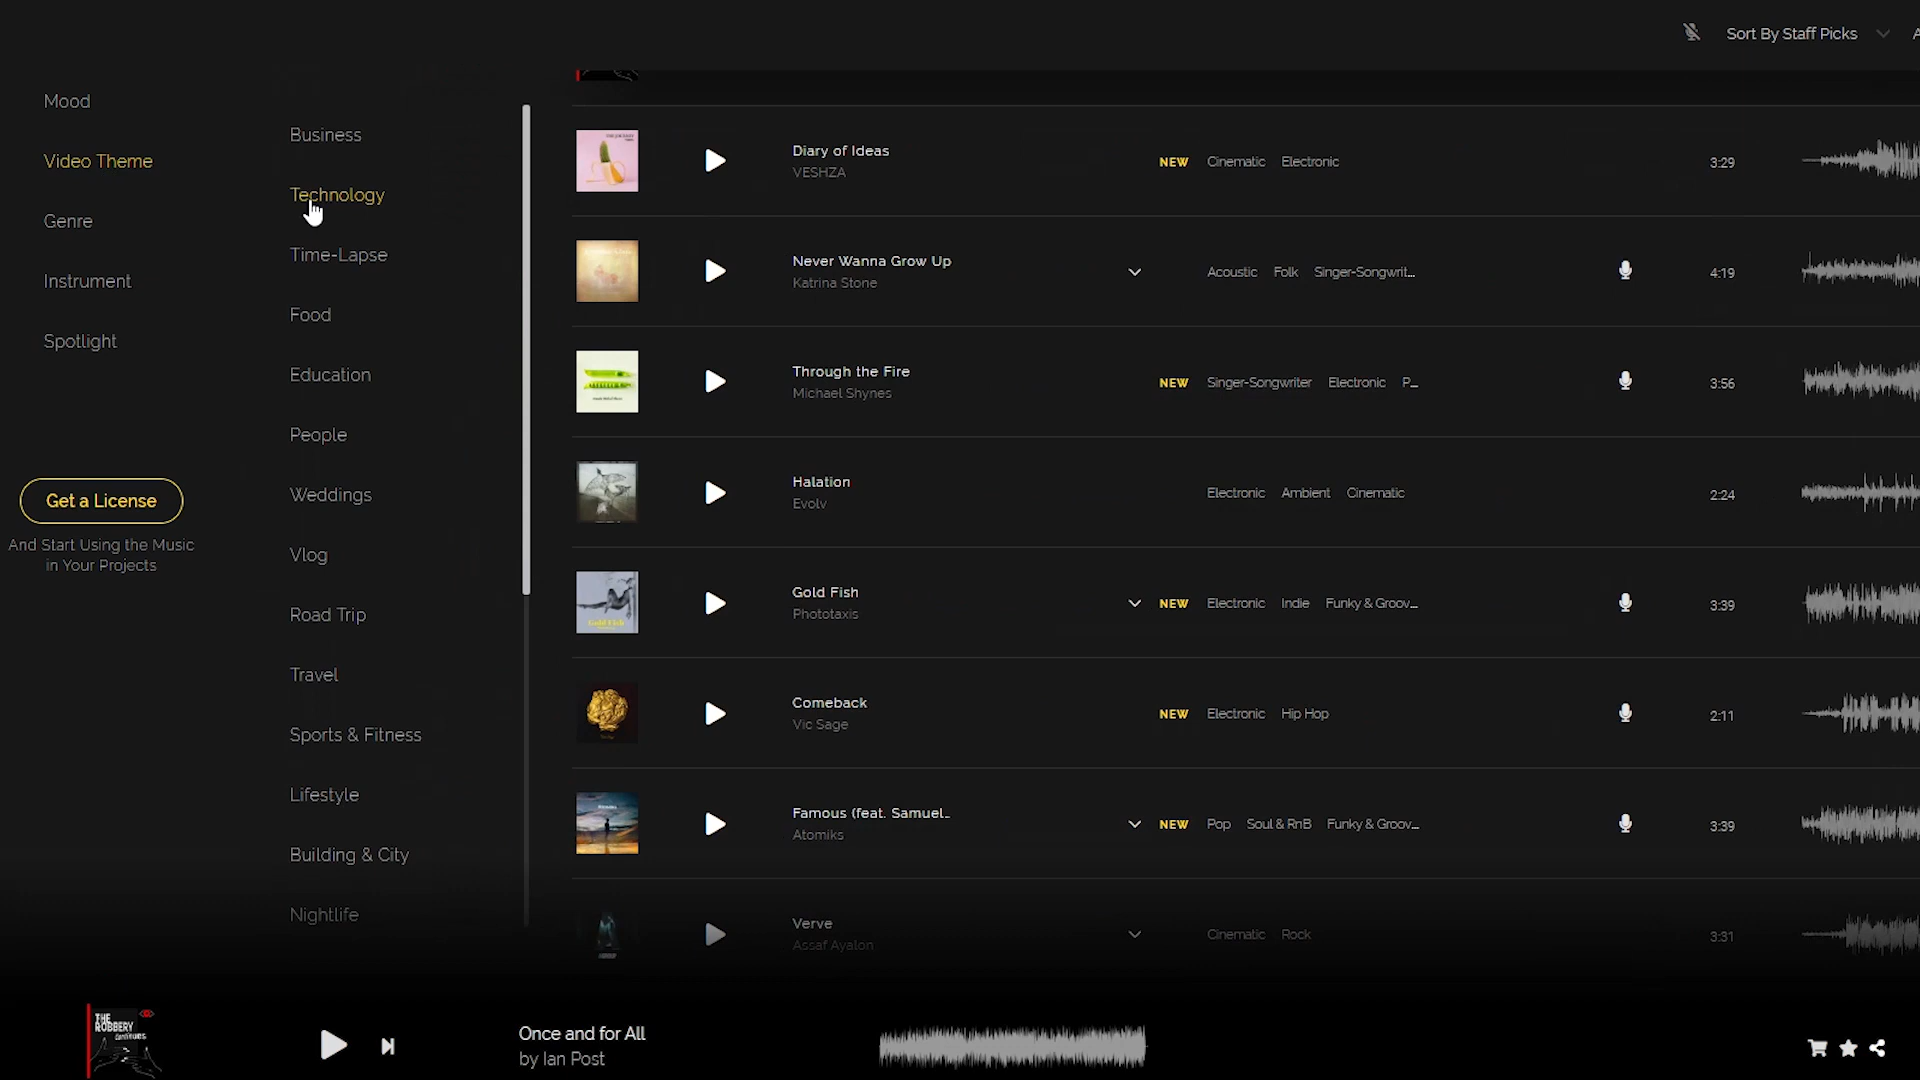 Sort By Staff Picks
Mood
Video Theme
Genre
Instrument
Spotlight
Get a License
And Start Using the Music
in Your Projects
Business
Technology
Time-Lapse
Food
Education
People
Weddings
Vlog
Road Trip
Travel
Sports & Fitness
Lifestyle
Building & City
Nightlife
Diary of Ideas
VESHZA
NEW Cinematic Electronic
3:29
Never Wanna Grow Up
Katrina Stone
Acoustic Folk Singer-Songwrit...
4:19
Through the Fire
Michael Shynes
NEW Singer-Songwriter Electronic P...
3:56
Halation
Evolv
Electronic Ambient Cinematic
2:24
Gold Fish
Phototaxis
NEW Electronic Indie Funky & Groov...
3:39
Comeback
Vic Sage
NEW Electronic Hip Hop
2:11
Famous (feat. Samuel...
Atomiks
NEW Pop Soul & RnB Funky & Groov...
3:39
Verve
Assaf Ayalon
Cinematic Rock
3:31
THE
ROBBERY
continues
Once and for All
by Ian Post